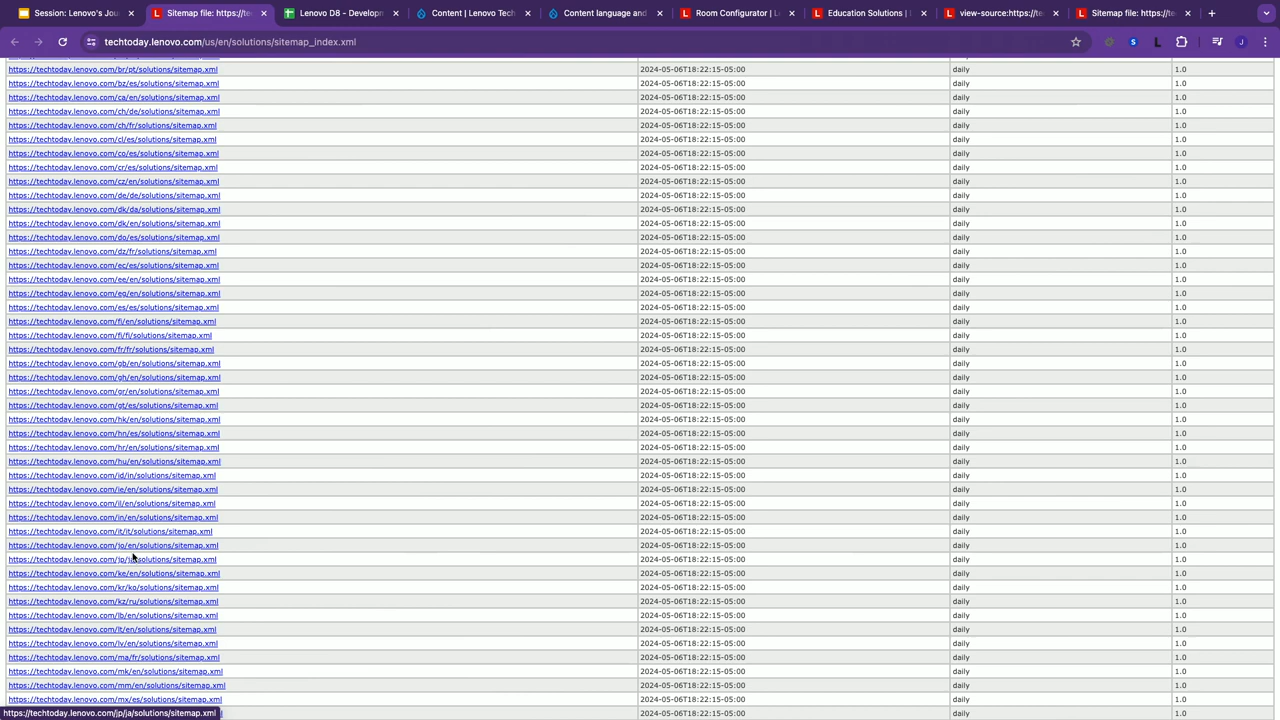 Session: Lenovo's Jou
Sitemap file: https://te
Lenovo D8 - Developm
Content | Lenovo Tech
Content language and
Room Configurator | L
Education Solutions | L
view-source:https://te
Sitemap file: https://te
techtoday.lenovo.com/us/en/solutions/sitemap_index.xml
https://techtoday.lenovo.com/br/pt/solutions/sitemap.xml 2024-05-06T18:22:15-05:00 daily 1.0
https://techtoday.lenovo.com/bz/es/solutions/sitemap.xml 2024-05-06T18:22:15-05:00 daily 1.0
https://techtoday.lenovo.com/ca/en/solutions/sitemap.xml 2024-05-06T18:22:15-05:00 daily 1.0
https://techtoday.lenovo.com/ch/de/solutions/sitemap.xml 2024-05-06T18:22:15-05:00 daily 1.0
https://techtoday.lenovo.com/ch/fr/solutions/sitemap.xml 2024-05-06T18:22:15-05:00 daily 1.0
https://techtoday.lenovo.com/cl/es/solutions/sitemap.xml 2024-05-06T18:22:15-05:00 daily 1.0
https://techtoday.lenovo.com/co/es/solutions/sitemap.xml 2024-05-06T18:22:15-05:00 daily 1.0
https://techtoday.lenovo.com/cr/es/solutions/sitemap.xml 2024-05-06T18:22:15-05:00 daily 1.0
https://techtoday.lenovo.com/cz/en/solutions/sitemap.xml 2024-05-06T18:22:15-05:00 daily 1.0
https://techtoday.lenovo.com/de/de/solutions/sitemap.xml 2024-05-06T18:22:15-05:00 daily 1.0
https://techtoday.lenovo.com/dk/da/solutions/sitemap.xml 2024-05-06T18:22:15-05:00 daily 1.0
https://techtoday.lenovo.com/dk/en/solutions/sitemap.xml 2024-05-06T18:22:15-05:00 daily 1.0
https://techtoday.lenovo.com/do/es/solutions/sitemap.xml 2024-05-06T18:22:15-05:00 daily 1.0
https://techtoday.lenovo.com/dz/fr/solutions/sitemap.xml 2024-05-06T18:22:15-05:00 daily 1.0
https://techtoday.lenovo.com/ec/es/solutions/sitemap.xml 2024-05-06T18:22:15-05:00 daily 1.0
https://techtoday.lenovo.com/ee/en/solutions/sitemap.xml 2024-05-06T18:22:15-05:00 daily 1.0
https://techtoday.lenovo.com/eg/en/solutions/sitemap.xml 2024-05-06T18:22:15-05:00 daily 1.0
https://techtoday.lenovo.com/es/es/solutions/sitemap.xml 2024-05-06T18:22:15-05:00 daily 1.0
https://techtoday.lenovo.com/fi/en/solutions/sitemap.xml 2024-05-06T18:22:15-05:00 daily 1.0
https://techtoday.lenovo.com/fi/fi/solutions/sitemap.xml 2024-05-06T18:22:15-05:00 daily 1.0
https://techtoday.lenovo.com/fr/fr/solutions/sitemap.xml 2024-05-06T18:22:15-05:00 daily 1.0
https://techtoday.lenovo.com/gb/en/solutions/sitemap.xml 2024-05-06T18:22:15-05:00 daily 1.0
https://techtoday.lenovo.com/gh/en/solutions/sitemap.xml 2024-05-06T18:22:15-05:00 daily 1.0
https://techtoday.lenovo.com/gr/en/solutions/sitemap.xml 2024-05-06T18:22:15-05:00 daily 1.0
https://techtoday.lenovo.com/gt/es/solutions/sitemap.xml 2024-05-06T18:22:15-05:00 daily 1.0
https://techtoday.lenovo.com/hk/en/solutions/sitemap.xml 2024-05-06T18:22:15-05:00 daily 1.0
https://techtoday.lenovo.com/hn/es/solutions/sitemap.xml 2024-05-06T18:22:15-05:00 daily 1.0
https://techtoday.lenovo.com/hr/en/solutions/sitemap.xml 2024-05-06T18:22:15-05:00 daily 1.0
https://techtoday.lenovo.com/hu/en/solutions/sitemap.xml 2024-05-06T18:22:15-05:00 daily 1.0
https://techtoday.lenovo.com/id/in/solutions/sitemap.xml 2024-05-06T18:22:15-05:00 daily 1.0
https://techtoday.lenovo.com/ie/en/solutions/sitemap.xml 2024-05-06T18:22:15-05:00 daily 1.0
https://techtoday.lenovo.com/il/en/solutions/sitemap.xml 2024-05-06T18:22:15-05:00 daily 1.0
https://techtoday.lenovo.com/in/en/solutions/sitemap.xml 2024-05-06T18:22:15-05:00 daily 1.0
https://techtoday.lenovo.com/it/it/solutions/sitemap.xml 2024-05-06T18:22:15-05:00 daily 1.0
https://techtoday.lenovo.com/jo/en/solutions/sitemap.xml 2024-05-06T18:22:15-05:00 daily 1.0
https://techtoday.lenovo.com/jp/ja/solutions/sitemap.xml 2024-05-06T18:22:15-05:00 daily 1.0
https://techtoday.lenovo.com/ke/en/solutions/sitemap.xml 2024-05-06T18:22:15-05:00 daily 1.0
https://techtoday.lenovo.com/kr/ko/solutions/sitemap.xml 2024-05-06T18:22:15-05:00 daily 1.0
https://techtoday.lenovo.com/kz/ru/solutions/sitemap.xml 2024-05-06T18:22:15-05:00 daily 1.0
https://techtoday.lenovo.com/lb/en/solutions/sitemap.xml 2024-05-06T18:22:15-05:00 daily 1.0
https://techtoday.lenovo.com/lt/en/solutions/sitemap.xml 2024-05-06T18:22:15-05:00 daily 1.0
https://techtoday.lenovo.com/lv/en/solutions/sitemap.xml 2024-05-06T18:22:15-05:00 daily 1.0
https://techtoday.lenovo.com/ma/fr/solutions/sitemap.xml 2024-05-06T18:22:15-05:00 daily 1.0
https://techtoday.lenovo.com/mk/en/solutions/sitemap.xml 2024-05-06T18:22:15-05:00 daily 1.0
https://techtoday.lenovo.com/mm/en/solutions/sitemap.xml 2024-05-06T18:22:15-05:00 daily 1.0
https://techtoday.lenovo.com/mx/es/solutions/sitemap.xml 2024-05-06T18:22:15-05:00 daily 1.0
https://techtoday.lenovo.com/jp/ja/solutions/sitemap.xml 2024-05-06T18:22:15-05:00 daily 1.0